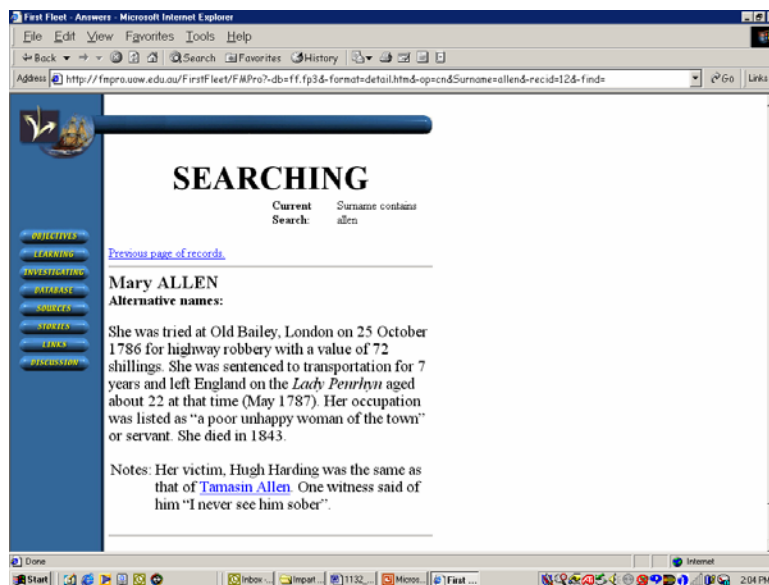 First Fleet - Answers - Microsoft Internet Explorer
File Edit View Favorites Tools Help
Back Search Favorites History
Address http://fmpro.uow.edu.au/FirstFleet/FMPro?-db=ff.fp3&-format=detail.htm&-op=cn&Surname=allen&-recid=12&-find= Go Links
SEARCHING
Current Surname contains
Search: allen
OBJECTIVES
LEARNING
INVESTIGATING
DATABASE
SOURCES
STORIES
LINKS
DISCUSSION
Previous page of records.
Mary ALLEN
Alternative names:
She was tried at Old Bailey, London on 25 October
1786 for highway robbery with a value of 72
shillings. She was sentenced to transportation for 7
years and left England on the Lady Penrhyn aged
about 22 at that time (May 1787). Her occupation
was listed as “a poor unhappy woman of the town”
or servant. She died in 1843.
Notes: Her victim, Hugh Harding was the same as
that of Tamasin Allen. One witness said of
him “I never see him sober”.
Done Internet
Start Inbox -... Impart... 1132_... Micros... First ... 2:04 PM